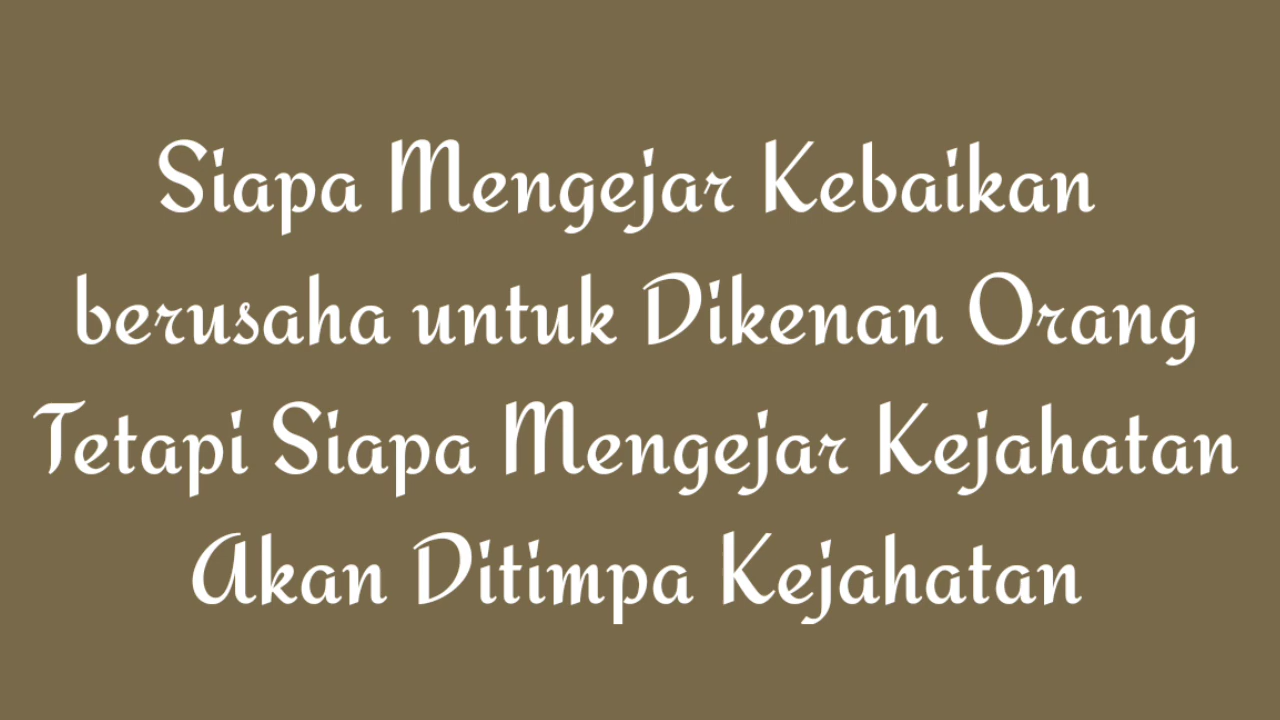 Siapa Mengejar Kebaikan
berusaha untuk Dikenan Orang
Tetapi Siapa Mengejar Kejahatan
Akan Ditimpa Kejahatan